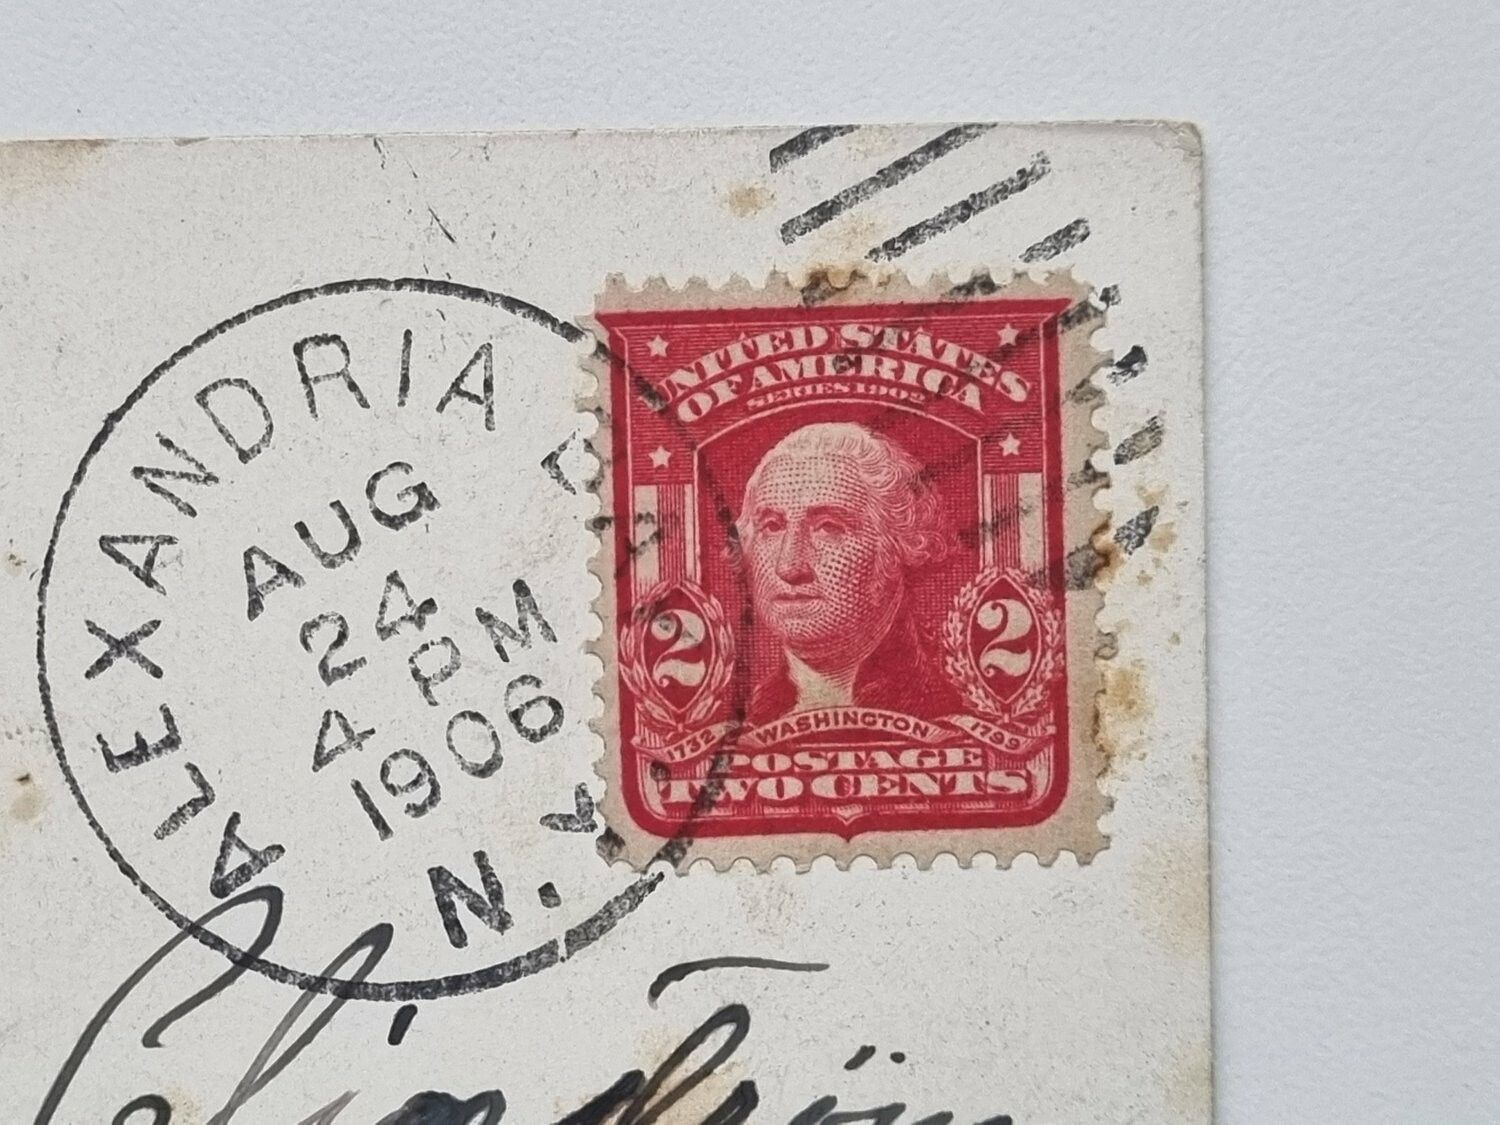 ALEXANDRIA B
AUG
24
4 PM
1906
N.Y.
UNITED STATES
OF AMERICA
SERIES 1902
2 2
1732 WASHINGTON 1799
POSTAGE
TWO CENTS